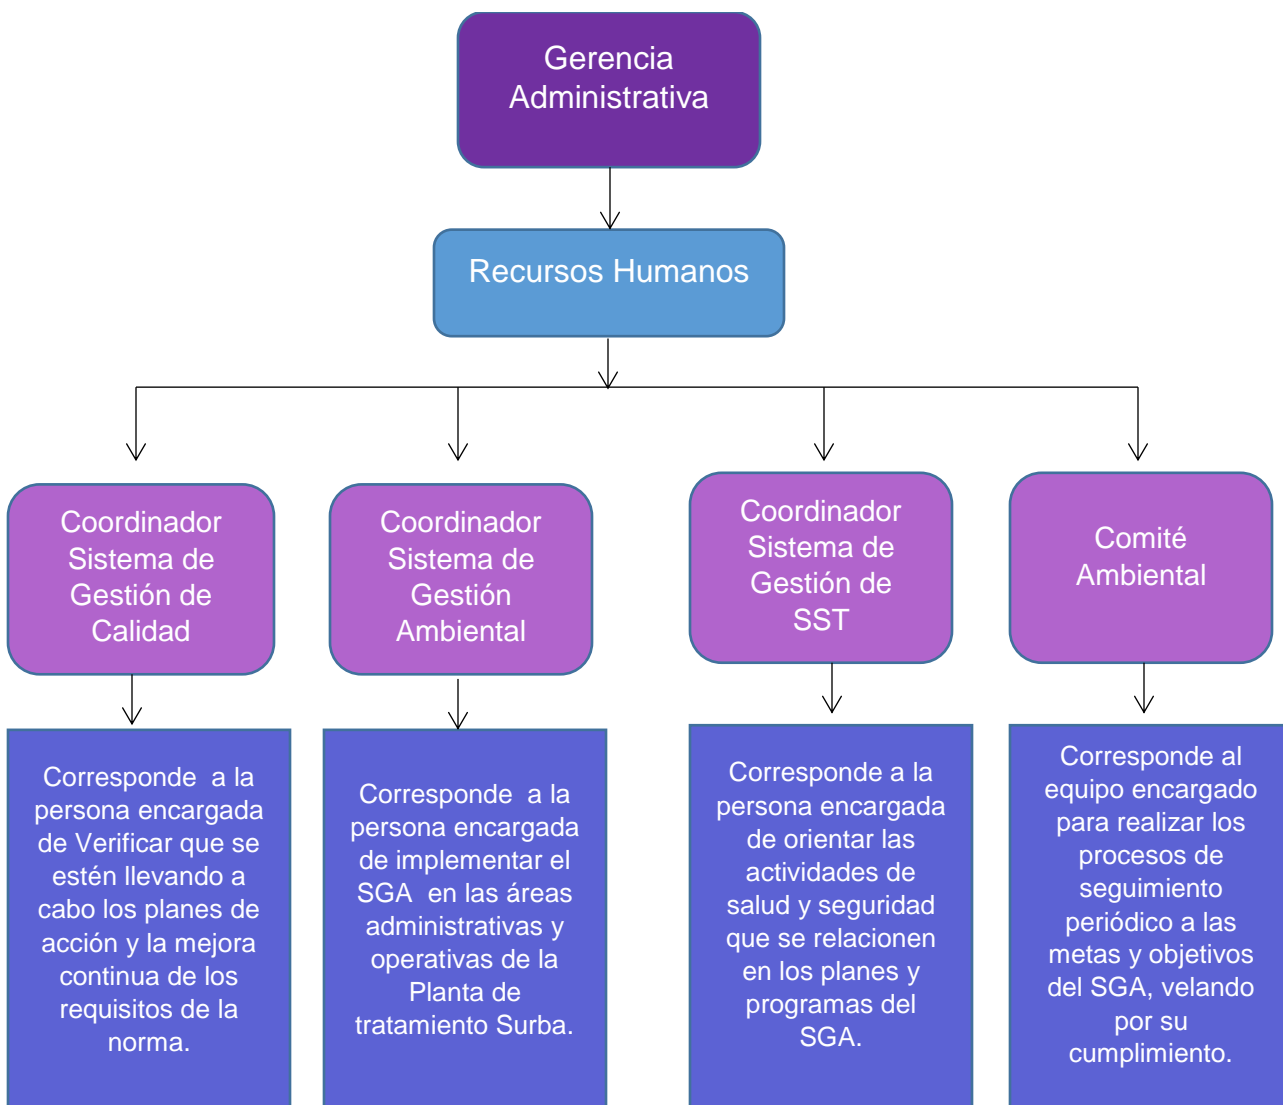 Gerencia
Administrativa
Recursos Humanos
Coordinador
Sistema de
Gestión de
Calidad
Coordinador
Sistema de
Gestión
Ambiental
Coordinador
Sistema de
Gestión de
SST
Comité
Ambiental
Corresponde  a la
persona encargada
de Verificar que se
estén llevando a
cabo los planes de
acción y la mejora
continua de los
requisitos de la
norma.
Corresponde  a la
persona encargada
de implementar el
SGA  en las áreas
administrativas y
operativas de la
Planta de
tratamiento Surba.
Corresponde a la
persona encargada
de orientar las
actividades de
salud y seguridad
que se relacionen
en los planes y
programas del
SGA.
Corresponde al
equipo encargado
para realizar los
procesos de
seguimiento
periódico a las
metas y objetivos
del SGA, velando
por su
cumplimiento.